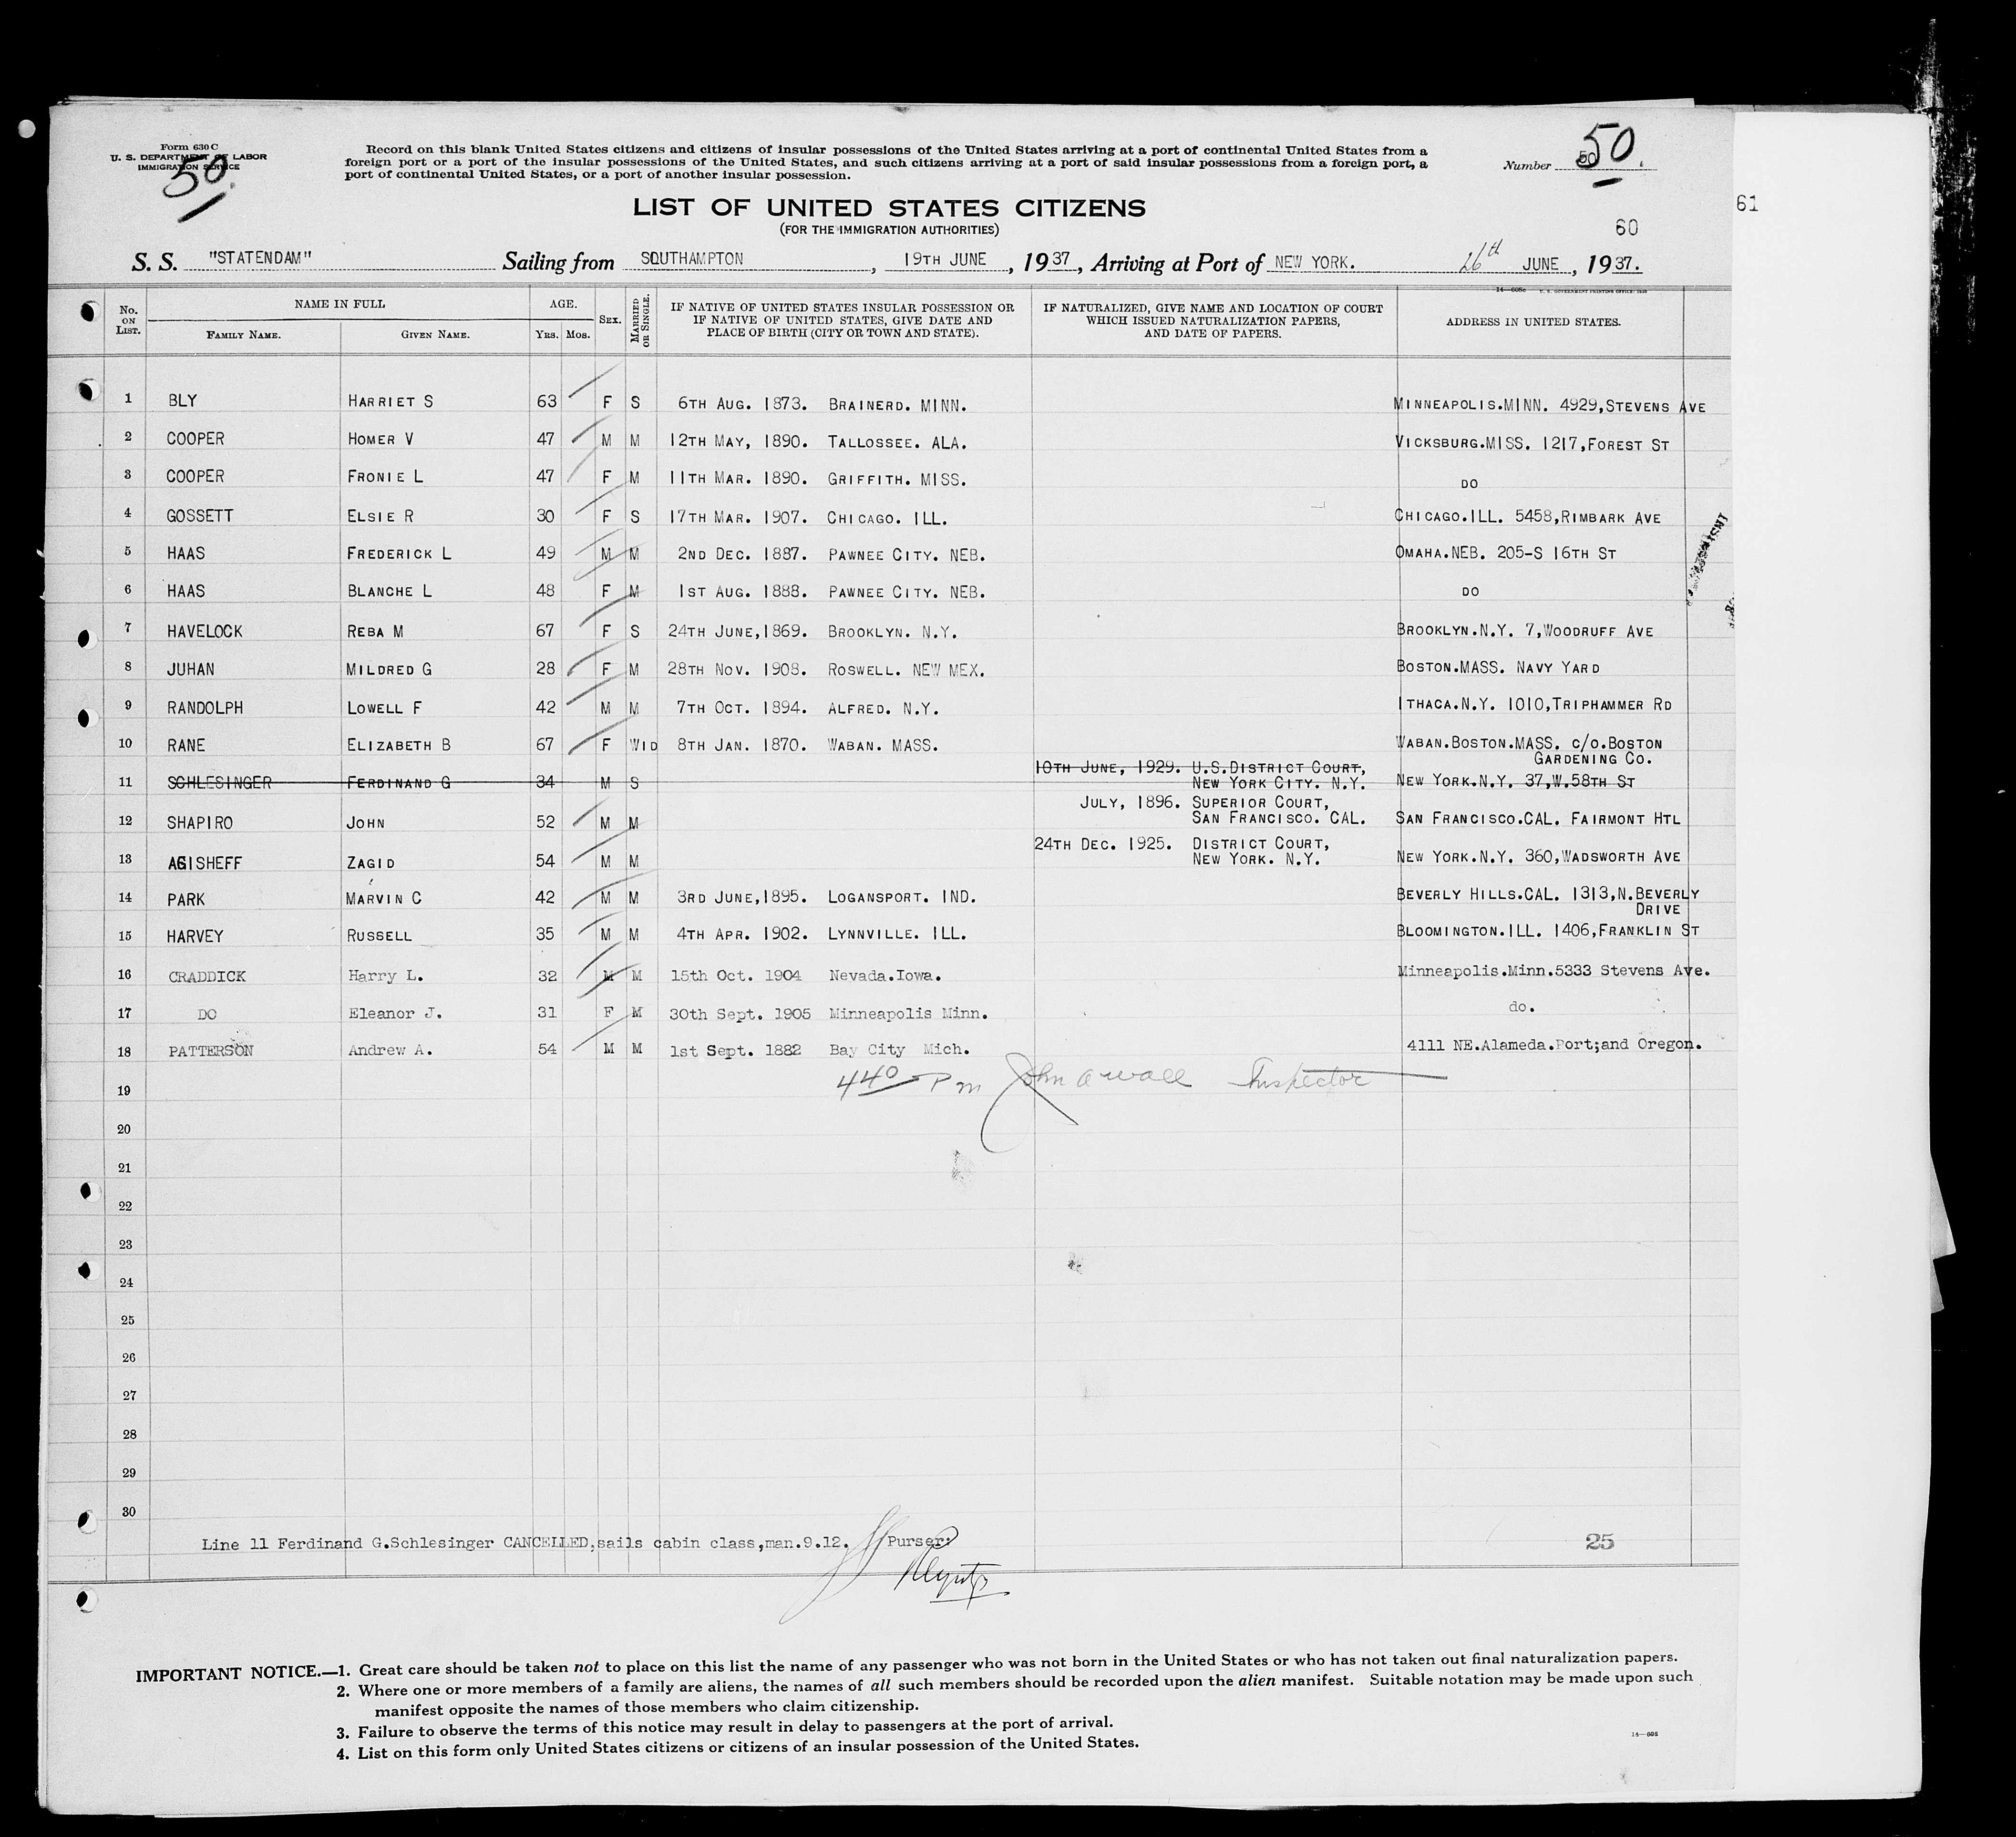 Form 630 C
U. S. DEPARTMENT OF LABOR
IMMIGRATION SERVICE
50.
Record on this blank United States citizens and citizens of insular possessions of the United States arriving at a port of continental United States from a
foreign port or a port of the insular possessions of the United States, and such citizens arriving at a port of said insular possessions from a foreign port, a
port of continental United States, or a port of another insular possession.
Number 50 50.
LIST OF UNITED STATES CITIZENS
(FOR THE IMMIGRATION AUTHORITIES)
60
61
S. S. "STATENDAM" Sailing from SOUTHAMPTON, 19TH JUNE, 1937, Arriving at Port of NEW YORK. 26th JUNE, 1937.
No. ON LIST. NAME IN FULL FAMILY NAME. GIVEN NAME. AGE. YRS. MOS. SEX. MARRIED OR SINGLE. IF NATIVE OF UNITED STATES INSULAR POSSESSION OR IF NATIVE OF UNITED STATES, GIVE DATE AND PLACE OF BIRTH (CITY OR TOWN AND STATE). IF NATURALIZED, GIVE NAME AND LOCATION OF COURT WHICH ISSUED NATURALIZATION PAPERS, AND DATE OF PAPERS. ADDRESS IN UNITED STATES.
1 BLY HARRIET S 63 F S 6TH AUG. 1873. BRAINERD. MINN. MINNEAPOLIS.MINN. 4929,STEVENS AVE
2 COOPER HOMER V 47 M M 12TH MAY, 1890. TALLOSSEE. ALA. VICKSBURG.MISS. 1217,FOREST ST
3 COOPER FRONIE L 47 F M 11TH MAR. 1890. GRIFFITH. MISS. DO
4 GOSSETT ELSIE R 30 F S 17TH MAR. 1907. CHICAGO. ILL. CHICAGO.ILL. 5458,RIMBARK AVE
5 HAAS FREDERICK L 49 M M 2ND DEC. 1887. PAWNEE CITY. NEB. OMAHA.NEB. 205-S 16TH ST
6 HAAS BLANCHE L 48 F M 1ST AUG. 1888. PAWNEE CITY. NEB. DO
7 HAVELOCK REBA M 67 F S 24TH JUNE,1869. BROOKLYN. N.Y. BROOKLYN.N.Y. 7,WOODRUFF AVE
8 JUHAN MILDRED G 28 F M 28TH NOV. 1908. ROSWELL. NEW MEX. BOSTON.MASS. NAVY YARD
9 RANDOLPH LOWELL F 42 M M 7TH OCT. 1894. ALFRED. N.Y. ITHACA.N.Y. 1010,TRIPHAMMER RD
10 RANE ELIZABETH B 67 F WID 8TH JAN. 1870. WABAN. MASS. WABAN.BOSTON.MASS. c/o.BOSTON
GARDENING CO.
11 SCHLESINGER FERDINAND G 34 M S 10TH JUNE, 1929. U.S.DISTRICT COURT,
NEW YORK CITY. N.Y. NEW YORK.N.Y. 37,W.58TH ST
JULY, 1896. SUPERIOR COURT,
12 SHAPIRO JOHN 52 M M SAN FRANCISCO. CAL. SAN FRANCISCO.CAL. FAIRMONT HTL
24TH DEC. 1925. DISTRICT COURT,
13 AGISHEFF ZAGID 54 M M NEW YORK. N.Y. NEW YORK.N.Y. 360,WADSWORTH AVE
14 PARK MARVIN C 42 M M 3RD JUNE,1895. LOGANSPORT. IND. BEVERLY HILLS.CAL. 1313,N.BEVERLY
DRIVE
15 HARVEY RUSSELL 35 M M 4TH APR. 1902. LYNNVILLE. ILL. BLOOMINGTON.ILL. 1406,FRANKLIN ST
16 CRADDICK Harry L. 32 M M 15th Oct. 1904 Nevada.Iowa. Minneapolis.Minn.5333 Stevens Ave.
17 DO Eleanor J. 31 F M 30th Sept. 1905 Minneapolis Minn. do.
18 PATTERSON Andrew A. 54 M M 1st Sept. 1882 Bay City Mich. 4111 NE.Alameda.Port;and Oregon.
19 440 Pm John A Wall Inspector
20
21
22
23
24
25
26
27
28
29
30
Line 11 Ferdinand G.Schlesinger CANCELLED,sails cabin class,man.9.12. Purser:
25
IMPORTANT NOTICE.—1. Great care should be taken not to place on this list the name of any passenger who was not born in the United States or who has not taken out final naturalization papers.
2. Where one or more members of a family are aliens, the names of all such members should be recorded upon the alien manifest. Suitable notation may be made upon such
manifest opposite the names of those members who claim citizenship.
3. Failure to observe the terms of this notice may result in delay to passengers at the port of arrival.
4. List on this form only United States citizens or citizens of an insular possession of the United States.
14—608